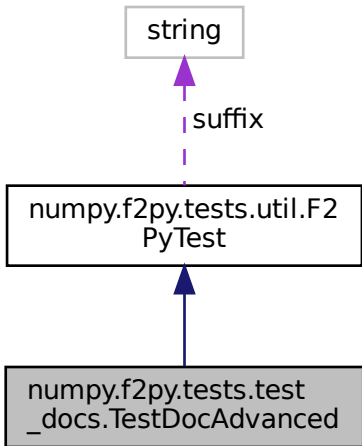 string
suffix
numpy.f2py.tests.util.F2
PyTest
numpy.f2py.tests.test
_docs.TestDocAdvanced